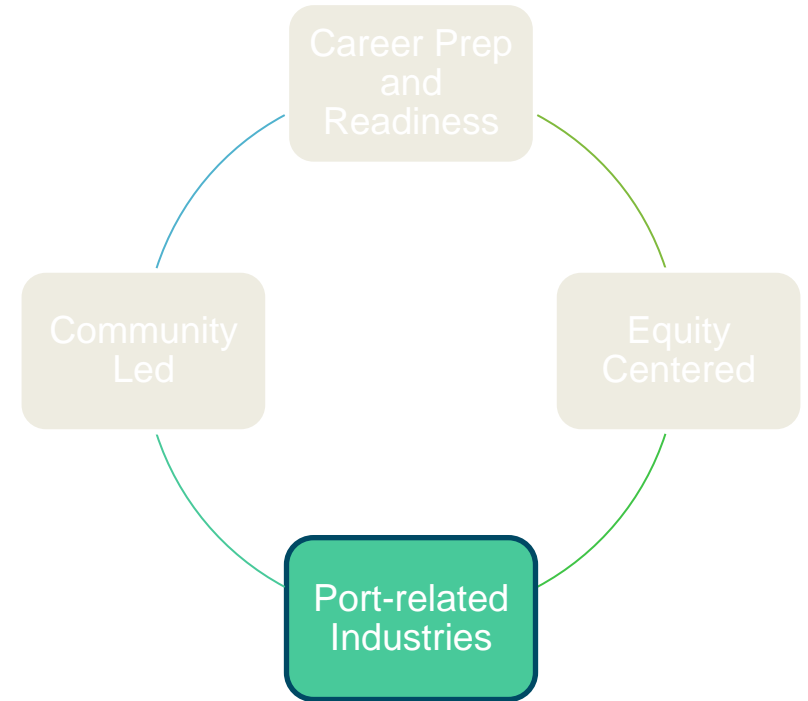 Career Prep
and
Readiness
Community
Led
Equity
Centered
Port-related
Industries